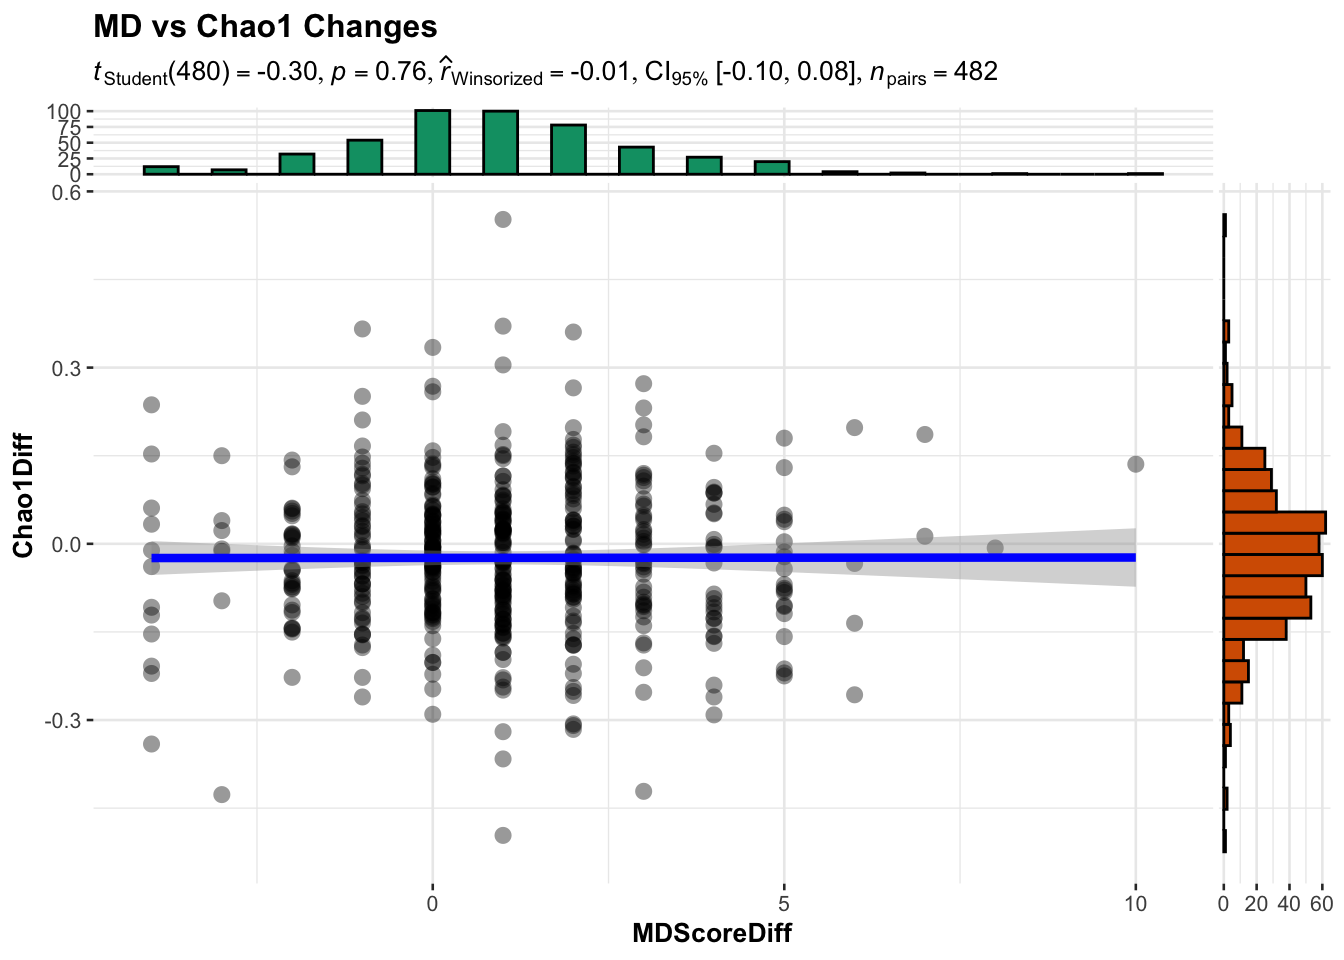 MD vs Chao1 Changes
t Student(480) = -0.30, p = 0.76, r̂ Winsorized = -0.01, CI95% [-0.10, 0.08], n pairs = 482
100
75
50
25
0
0.6
0.3
0.0
-0.3
Chao1Diff
0 5 10
MDScoreDiff
0 20 40 60